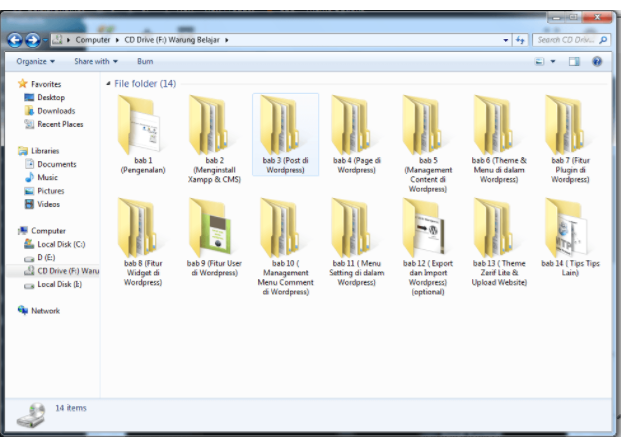 Computer ▸ CD Drive (F:) Warung Belajar ▸
Search CD Driv...
Organize ▾ Share with ▾ Burn
Favorites
Desktop
Downloads
Recent Places
Libraries
Documents
Music
Pictures
Videos
Computer
Local Disk (C:)
D (E:)
CD Drive (F:) Waru
Local Disk (I:)
Network
File folder (14)
bab 1
(Pengenalan)
bab 2
(Menginstall
Xampp & CMS)
bab 3 (Post di
Wordpress)
bab 4 (Page di
Wordpress)
bab 5
(Management
Content di
Wordpress)
bab 6 (Theme &
Menu di dalam
Wordpress)
bab 7 (Fitur
Plugin di
Wordpress)
bab 8 (Fitur
Widget di
Wordpress)
bab 9 (Fitur User
di Wordpress)
bab 10 (
Management
Menu Comment
di Wordpress)
bab 11 ( Menu
Setting di dalam
Wordpress)
bab 12 ( Export
dan Import
Wordpress)
(optional)
bab 13 ( Theme
Zerif Lite &
Upload Website)
bab 14 ( Tips Tips
Lain)
14 items